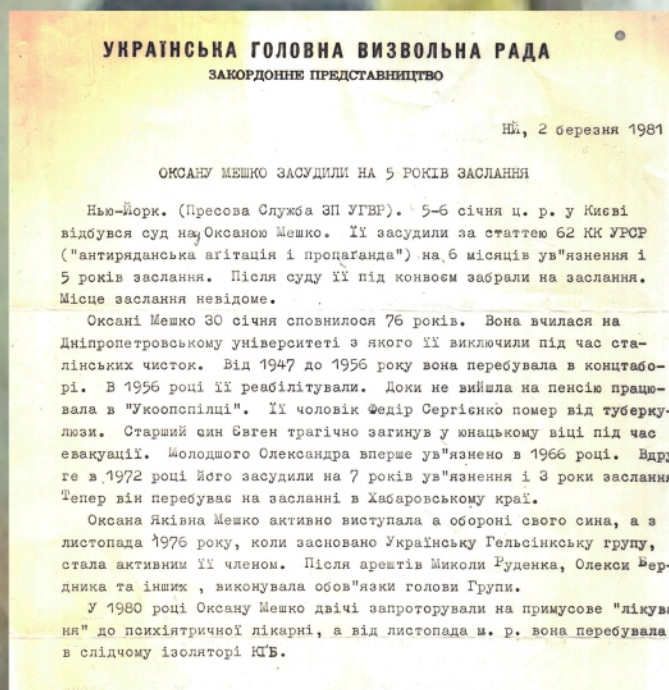 УКРАЇНСЬКА ГОЛОВНА ВИЗВОЛЬНА РАДА
ЗАКОРДОННЕ ПРЕДСТАВНИЦТВО
НЙ, 2 березня 1981
ОКСАНУ МЕШКО ЗАСУДИЛИ НА 5 РОКІВ ЗАСЛАННЯ
Нью-Йорк. (Пресова Служба ЗП УГВР). 5-6 січня ц. р. у Києві
відбувся суд над Оксаною Мешко. Її засудили за статтею 62 КК УРСР
("антирядянська аґітація і пропаґанда") на 6 місяців ув"язнення і
5 років заслання. Після суду її під конвоєм забрали на заслання.
Місце заслання невідоме.
Оксані Мешко 30 січня сповнилося 76 років. Вона вчилася на
Дніпропетровському університеті з якого її виключили під час ста-
лінських чисток. Від 1947 до 1956 року вона перебувала в концтабо-
рі. В 1956 році її реабілітували. Доки не вийшла на пенсію працю-
вала в "Укоопспілці". Її чоловік Федір Сергієнко помер від туберку-
люзи. Старший син Євген трагічно загинув у юнацькому віці під час
евакуації. Молодшого Олександра вперше ув"язнено в 1966 році. Вдру
ге в 1972 році його засудили на 7 років ув"язнення і 3 роки заслання
Тепер він перебуває на засланні в Хабаровському краї.
Оксана Яківна Мешко активно виступала а обороні свого сина, а з
листопада 1976 року, коли засновано Українську Гельсінкську групу,
стала активним її членом. Після арештів Миколи Руденка, Олекси Бер-
дника та інших , виконувала обов"язки голови Групи.
У 1980 році Оксану Мешко двічі запроторували на примусове "лікува
ня" до психіятричної лікарні, а від листопада м. р. вона перебувала
в слідчому ізоляторі КҐБ.